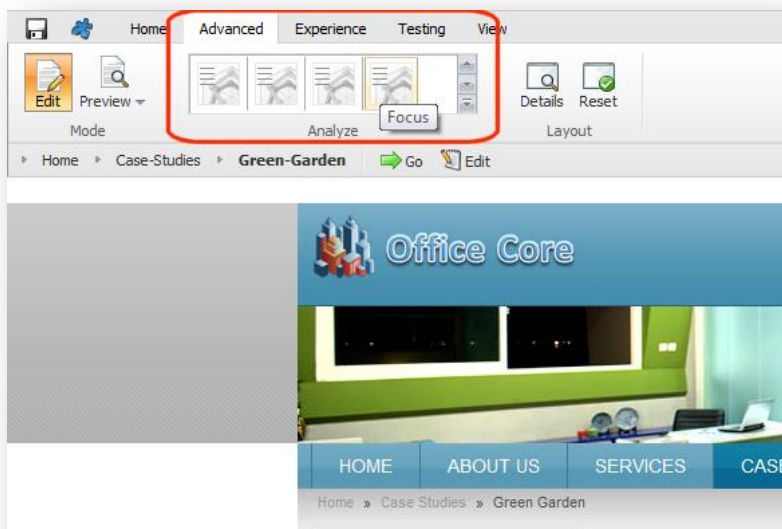 Home Advanced Experience Testing View
Edit Preview Details Reset
Focus
Mode Analyze Layout
Home Case-Studies Green-Garden Go Edit
Office Core
HOME ABOUT US SERVICES CASE
Home » Case Studies » Green Garden